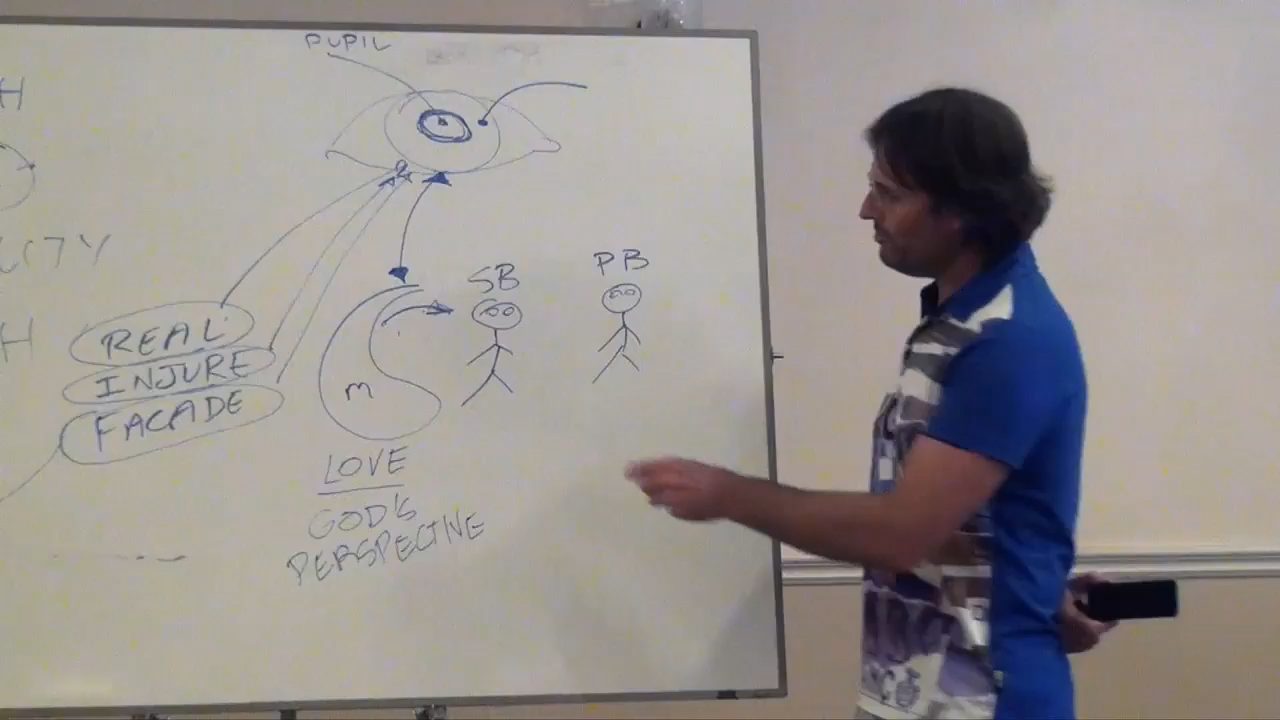 PUPIL
H
SB
PB
REAL
INJURE
FACADE
H
m
LOVE
GOD'S
PERSPECTIVE